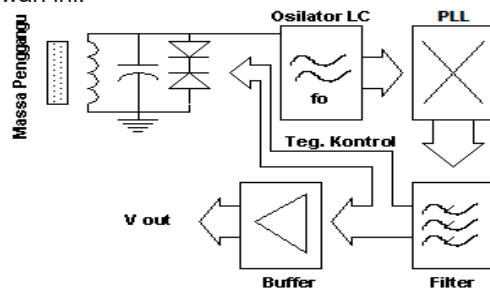 Osilator LC
PLL
Massa Penggangu
fo
Teg. Kontrol
V out
Buffer
Filter